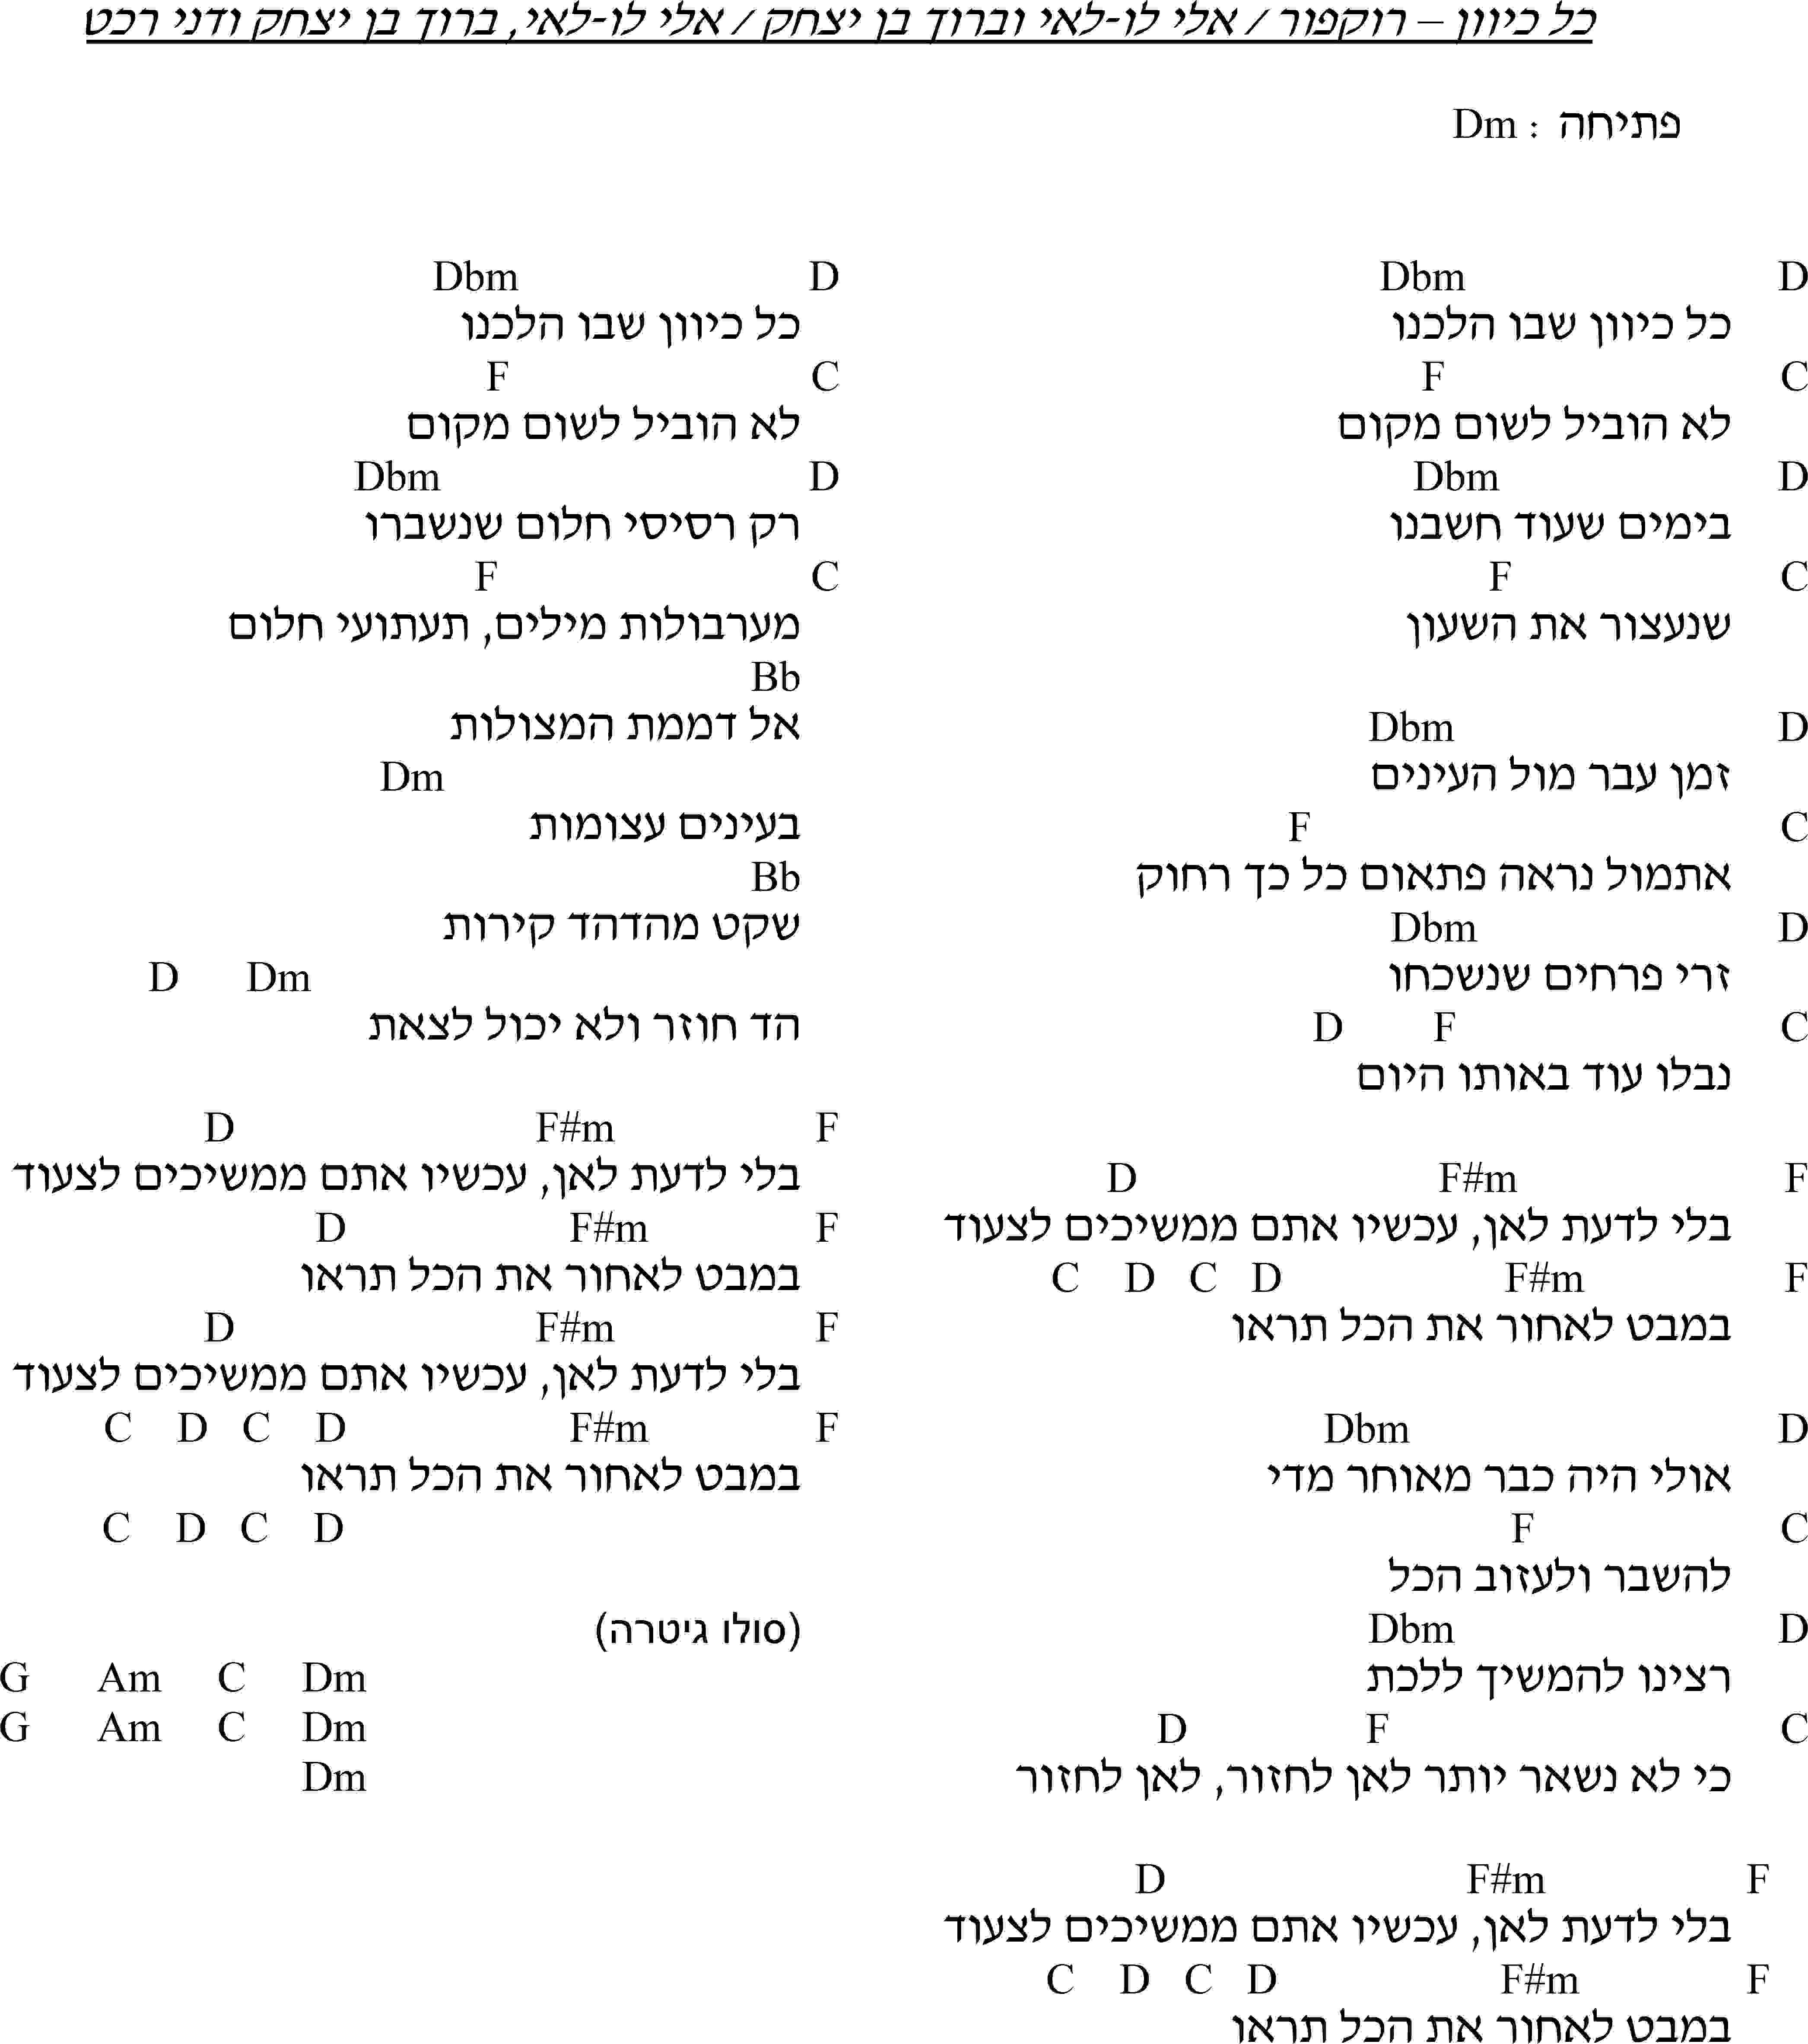 כל כיוון – רוקפור / אלי לו-לאי וברוך בן יצחק / אלי לו-לאי, ברוך בן יצחק ודני רכט
פתיחה : Dm
D Dbm
כל כיוון שבו הלכנו
C F
לא הוביל לשום מקום
D Dbm
בימים שעוד חשבנו
C F
שנעצור את השעון
D Dbm
זמן עבר מול העינים
C F
אתמול נראה פתאום כל כך רחוק
D Dbm
זרי פרחים שנשכחו
C F D
נבלו עוד באותו היום
F F#m D
בלי לדעת לאן, עכשיו אתם ממשיכים לצעוד
F F#m D C D C
במבט לאחור את הכל תראו
D Dbm
אולי היה כבר מאוחר מדי
C F
להשבר ולעזוב הכל
D Dbm
רצינו להמשיך ללכת
C F D
כי לא נשאר יותר לאן לחזור, לאן לחזור
F F#m D
בלי לדעת לאן, עכשיו אתם ממשיכים לצעוד
F F#m D C D C
במבט לאחור את הכל תראו
D Dbm
כל כיוון שבו הלכנו
C F
לא הוביל לשום מקום
D Dbm
רק רסיסי חלום שנשברו
C F
מערבולות מילים, תעתועי חלום
Bb
אל דממת המצולות
Dm
בעינים עצומות
Bb
שקט מהדהד קירות
Dm D
הד חוזר ולא יכול לצאת
F F#m D
בלי לדעת לאן, עכשיו אתם ממשיכים לצעוד
F F#m D
במבט לאחור את הכל תראו
F F#m D
בלי לדעת לאן, עכשיו אתם ממשיכים לצעוד
F F#m D C D C
במבט לאחור את הכל תראו
D C D C
(סולו גיטרה)
Dm C Am G
Dm C Am G
Dm